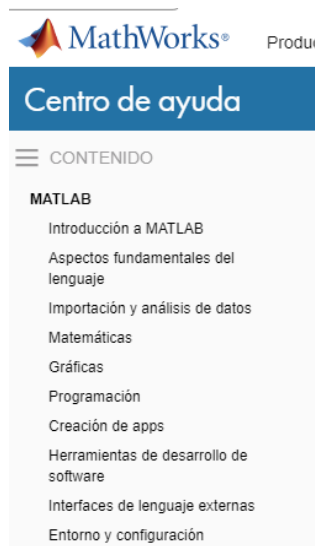 MathWorks®
Centro de ayuda
CONTENIDO
MATLAB
Introducción a MATLAB
Aspectos fundamentales del
lenguaje
Importación y análisis de datos
Matemáticas
Gráficas
Programación
Creación de apps
Herramientas de desarrollo de
software
Interfaces de lenguaje externas
Entorno y configuración